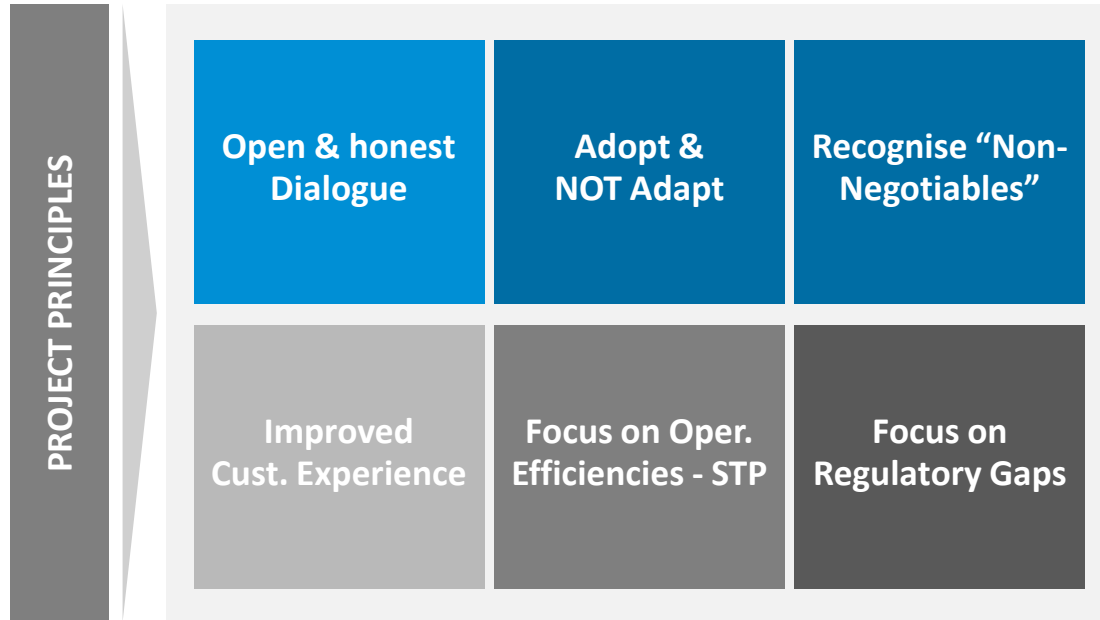 PROJECT PRINCIPLES
Open & honest
Dialogue
Adopt &
NOT Adapt
Recognise “Non-
Negotiables”
Improved
Cust. Experience
Focus on Oper.
Efficiencies - STP
Focus on
Regulatory Gaps